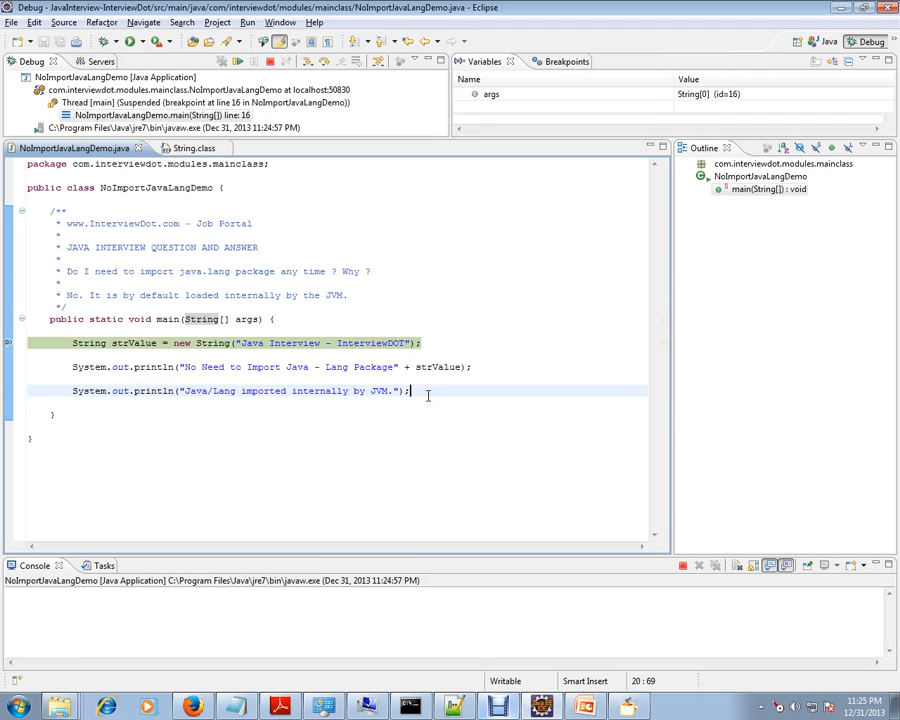 Debug - JavaInterview-InterviewDot/src/main/java/com/interviewdot/modules/mainclass/NoImportJavaLangDemo.java - Eclipse
File Edit Source Refactor Navigate Search Project Run Window Help
Java Debug
Debug Servers
NoImportJavaLangDemo [Java Application]
com.interviewdot.modules.mainclass.NoImportJavaLangDemo at localhost:50830
Thread [main] (Suspended (breakpoint at line 16 in NoImportJavaLangDemo))
NoImportJavaLangDemo.main(String[]) line: 16
C:\Program Files\Java\jre7\bin\javaw.exe (Dec 31, 2013 11:24:57 PM)
Variables Breakpoints
Name Value
args String[0] (id=16)
NoImportJavaLangDemo.java String.class
package com.interviewdot.modules.mainclass;
public class NoImportJavaLangDemo {
/**
* www.InterviewDot.com - Job Portal
*
* JAVA INTERVIEW QUESTION AND ANSWER
*
* Do I need to import java.lang package any time ? Why ?
*
* No. It is by default loaded internally by the JVM.
*/
public static void main(String[] args) {
String strValue = new String("Java Interview - InterviewDOT");
System.out.println("No Need to Import Java - Lang Package" + strValue);
System.out.println("Java/Lang imported internally by JVM.");
}
}
Outline
com.interviewdot.modules.mainclass
NoImportJavaLangDemo
main(String[]) : void
Console Tasks
NoImportJavaLangDemo [Java Application] C:\Program Files\Java\jre7\bin\javaw.exe (Dec 31, 2013 11:24:57 PM)
Writable Smart Insert 20 : 69
11:25 PM
12/31/2013